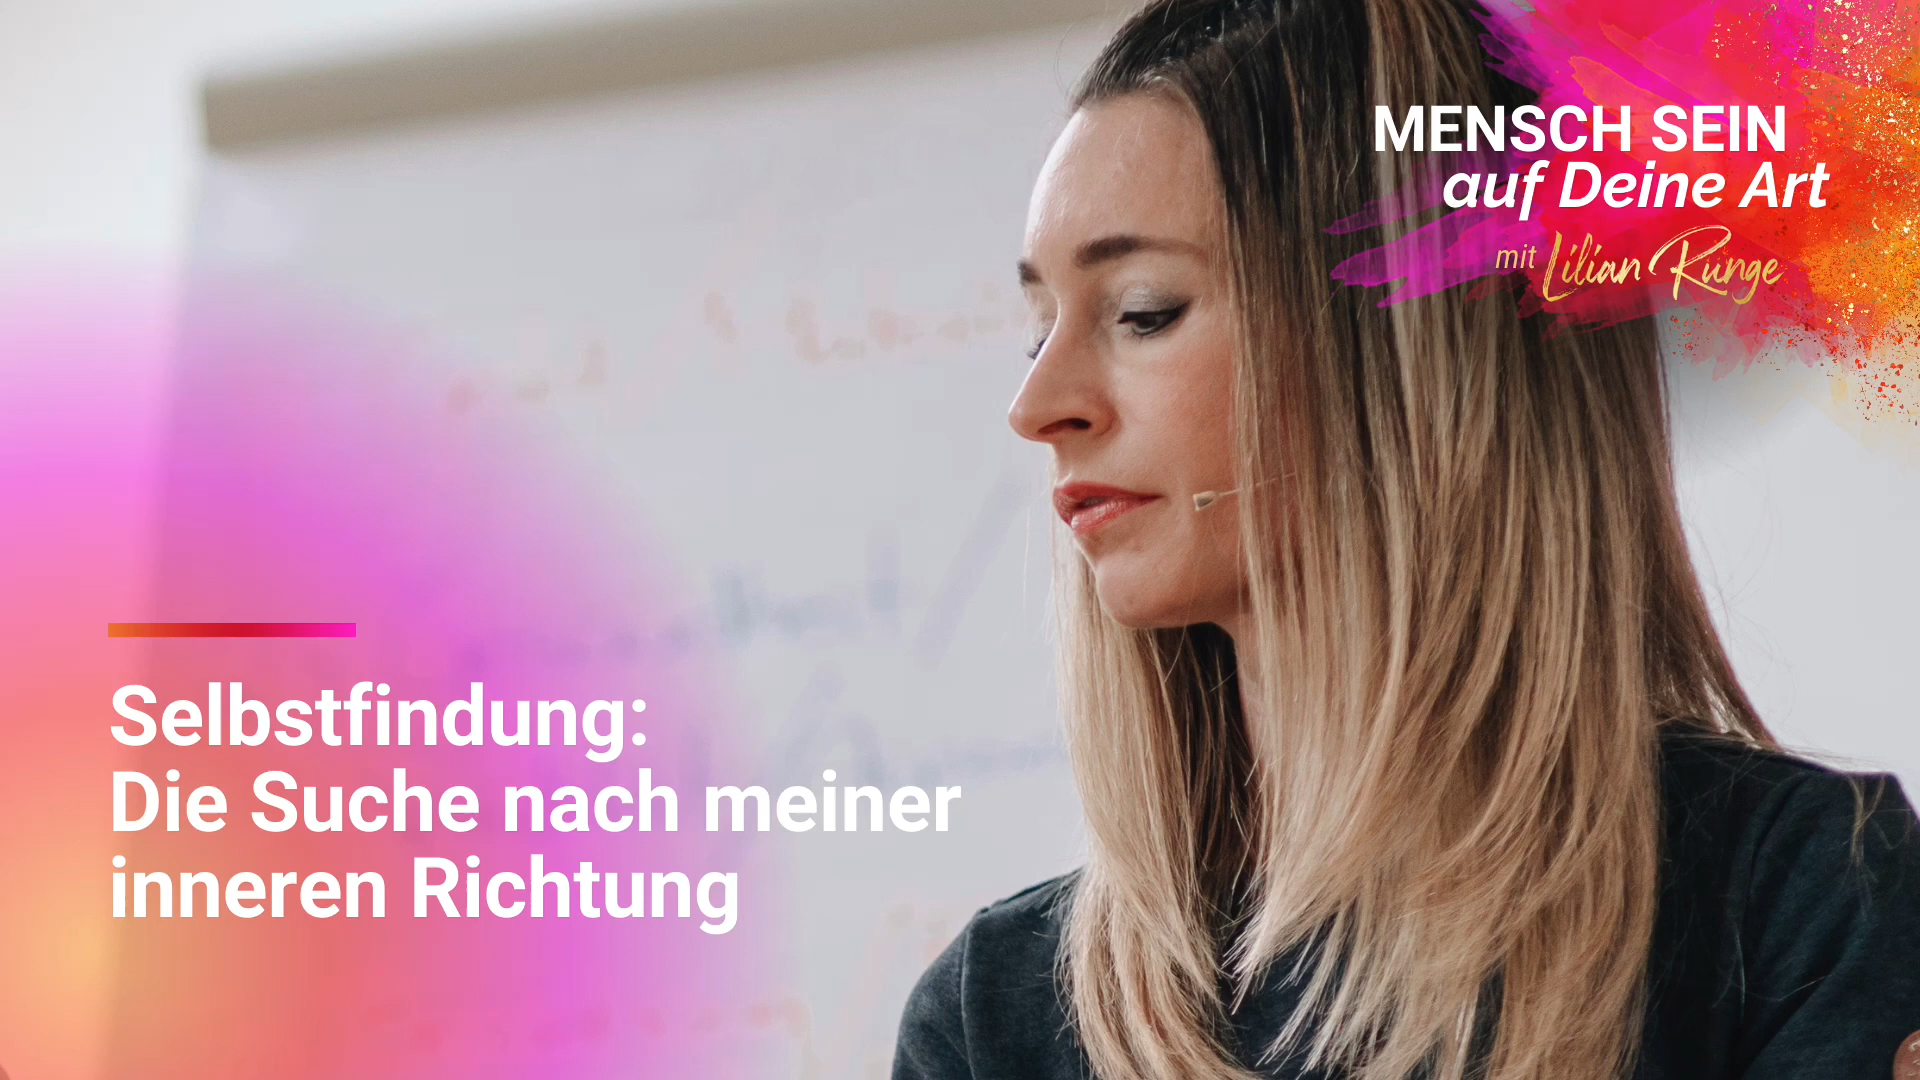 MENSCH SEIN
auf Deine Art
mit Lilian Runge
Selbstfindung:
Die Suche nach meiner
inneren Richtung